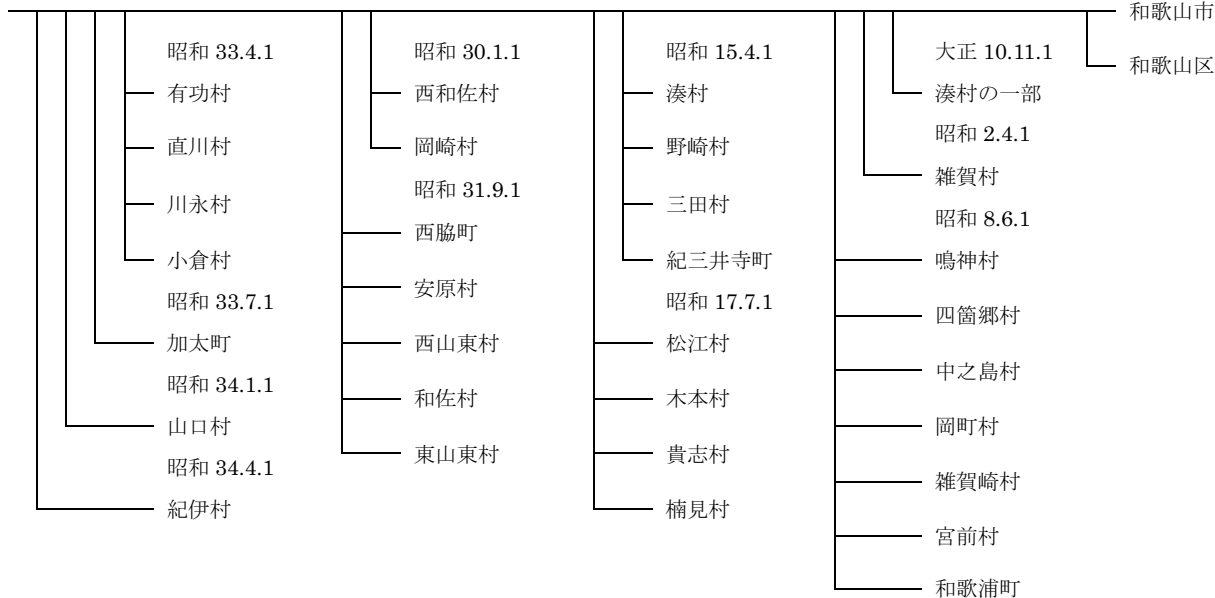 和歌山市
和歌山区
昭和 33.4.1
有功村
直川村
川永村
小倉村
昭和 33.7.1
加太町
昭和 34.1.1
山口村
昭和 34.4.1
紀伊村
昭和 30.1.1
西和佐村
岡崎村
昭和 31.9.1
西脇町
安原村
西山東村
和佐村
東山東村
昭和 15.4.1
湊村
野崎村
三田村
紀三井寺町
昭和 17.7.1
松江村
木本村
貴志村
楠見村
大正 10.11.1
湊村の一部
昭和 2.4.1
雑賀村
昭和 8.6.1
鳴神村
四箇郷村
中之島村
岡町村
雑賀崎村
宮前村
和歌浦町